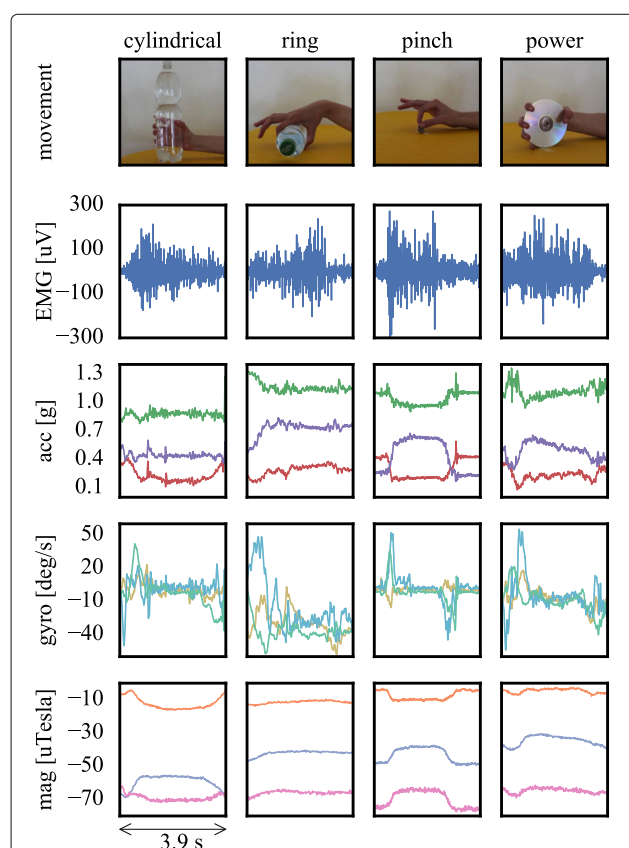 cylindrical ring pinch power
movement
EMG [uV]
300
100
−100
−300
acc [g]
1.3
1.0
0.7
0.4
0.1
gyro [deg/s]
50
20
−10
−40
mag [uTesla]
−10
−30
−50
−70
3.9 s